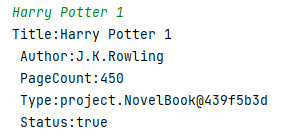 Harry Potter 1
Title:Harry Potter 1
Author:J.K.Rowling
PageCount:450
Type:project.NovelBook@439f5b3d
Status:true